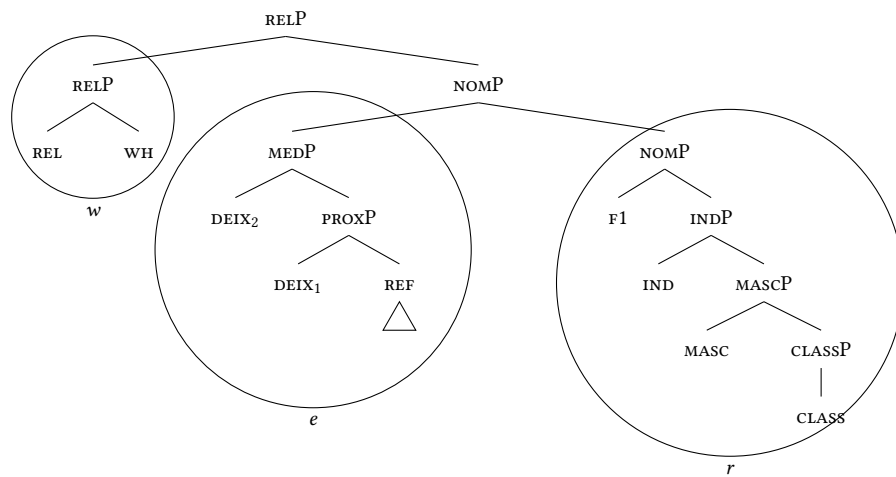 RELP
RELP NOMP
REL WH MEDP NOMP
w DEIX₂ PROXP F1 INDP
DEIX₁ REF IND MASCP
MASC CLASSP
e CLASS
r